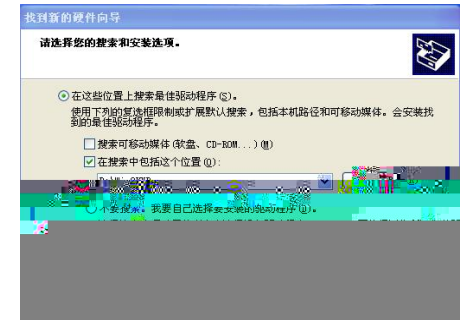 找到新的硬件向导
请选择您的搜索和安装选项。
在这些位置上搜索最佳驱动程序(S)。
使用下列的复选框限制或扩展默认搜索，包括本机路径和可移动媒体。会安装找
到的最佳驱动程序。
搜索可移动媒体(软盘、CD-ROM...)(M)
在搜索中包括这个位置(O):
不要搜索。我要自己选择要安装的驱动程序(D)。